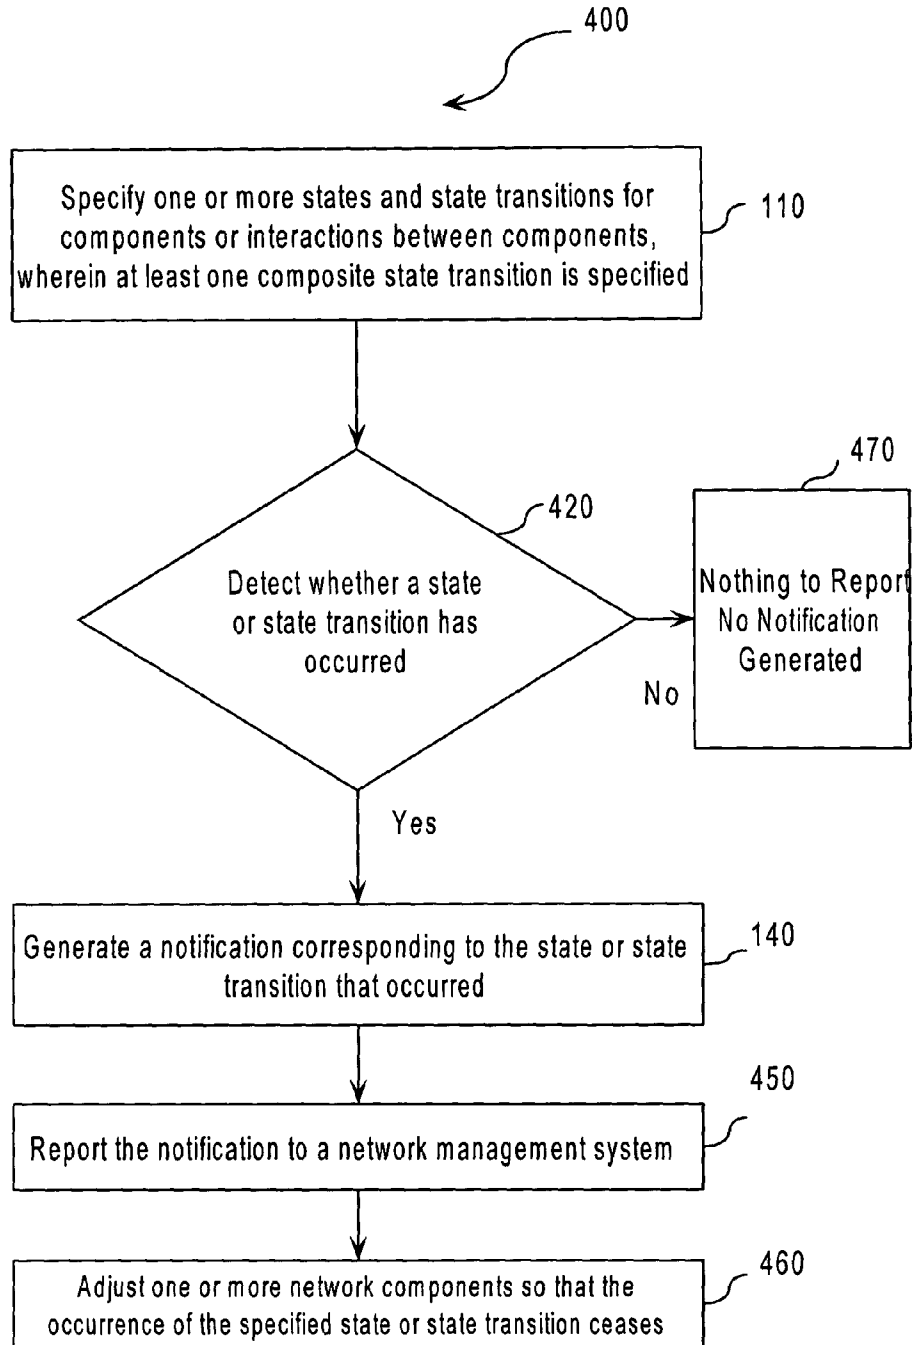 400
Specify one or more states and state transitions for
components or interactions between components,
wherein at least one composite state transition is specified
110
420
Detect whether a state
or state transition has
occurred
470
Nothing to Report
No Notification
Generated
No
Yes
Generate a notification corresponding to the state or state
transition that occurred
140
Report the notification to a network management system
450
Adjust one or more network components so that the
occurrence of the specified state or state transition ceases
460